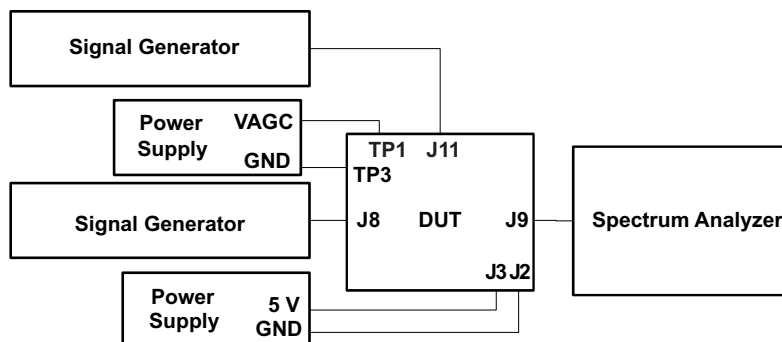 Signal Generator
Power Supply
VAGC
GND
TP1 J11
TP3
Signal Generator
J8 DUT J9
Spectrum Analyzer
J3 J2
Power Supply
5 V
GND